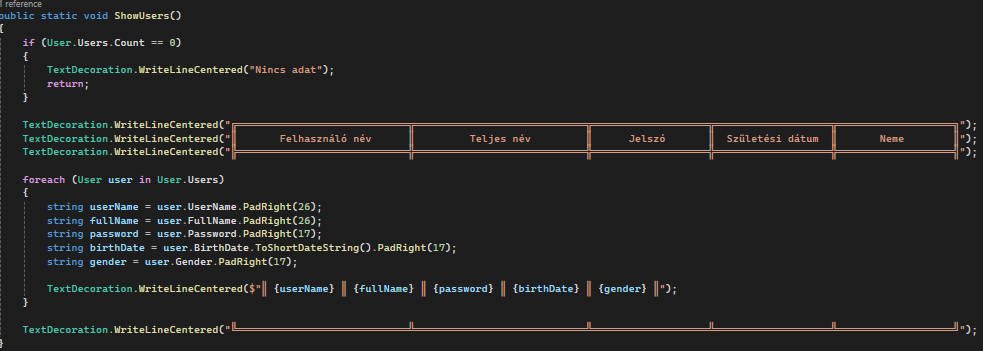 1 reference
public static void ShowUsers()
{
if (User.Users.Count == 0)
{
TextDecoration.WriteLineCentered("Nincs adat");
return;
}
TextDecoration.WriteLineCentered("╔════════════════════════════╦════════════════════════════╦═══════════════════╦═══════════════════╦═══════════════════╗");
TextDecoration.WriteLineCentered("║       Felhasználó név      ║         Teljes név         ║      Jelszó       ║  Születési dátum  ║       Neme        ║");
TextDecoration.WriteLineCentered("╠════════════════════════════╬════════════════════════════╬═══════════════════╬═══════════════════╬═══════════════════╣");
foreach (User user in User.Users)
{
string userName = user.UserName.PadRight(26);
string fullName = user.FullName.PadRight(26);
string password = user.Password.PadRight(17);
string birthDate = user.BirthDate.ToShortDateString().PadRight(17);
string gender = user.Gender.PadRight(17);
TextDecoration.WriteLineCentered($"║ {userName} ║ {fullName} ║ {password} ║ {birthDate} ║ {gender} ║");
}
TextDecoration.WriteLineCentered("╚════════════════════════════╩════════════════════════════╩═══════════════════╩═══════════════════╩═══════════════════╝");
}